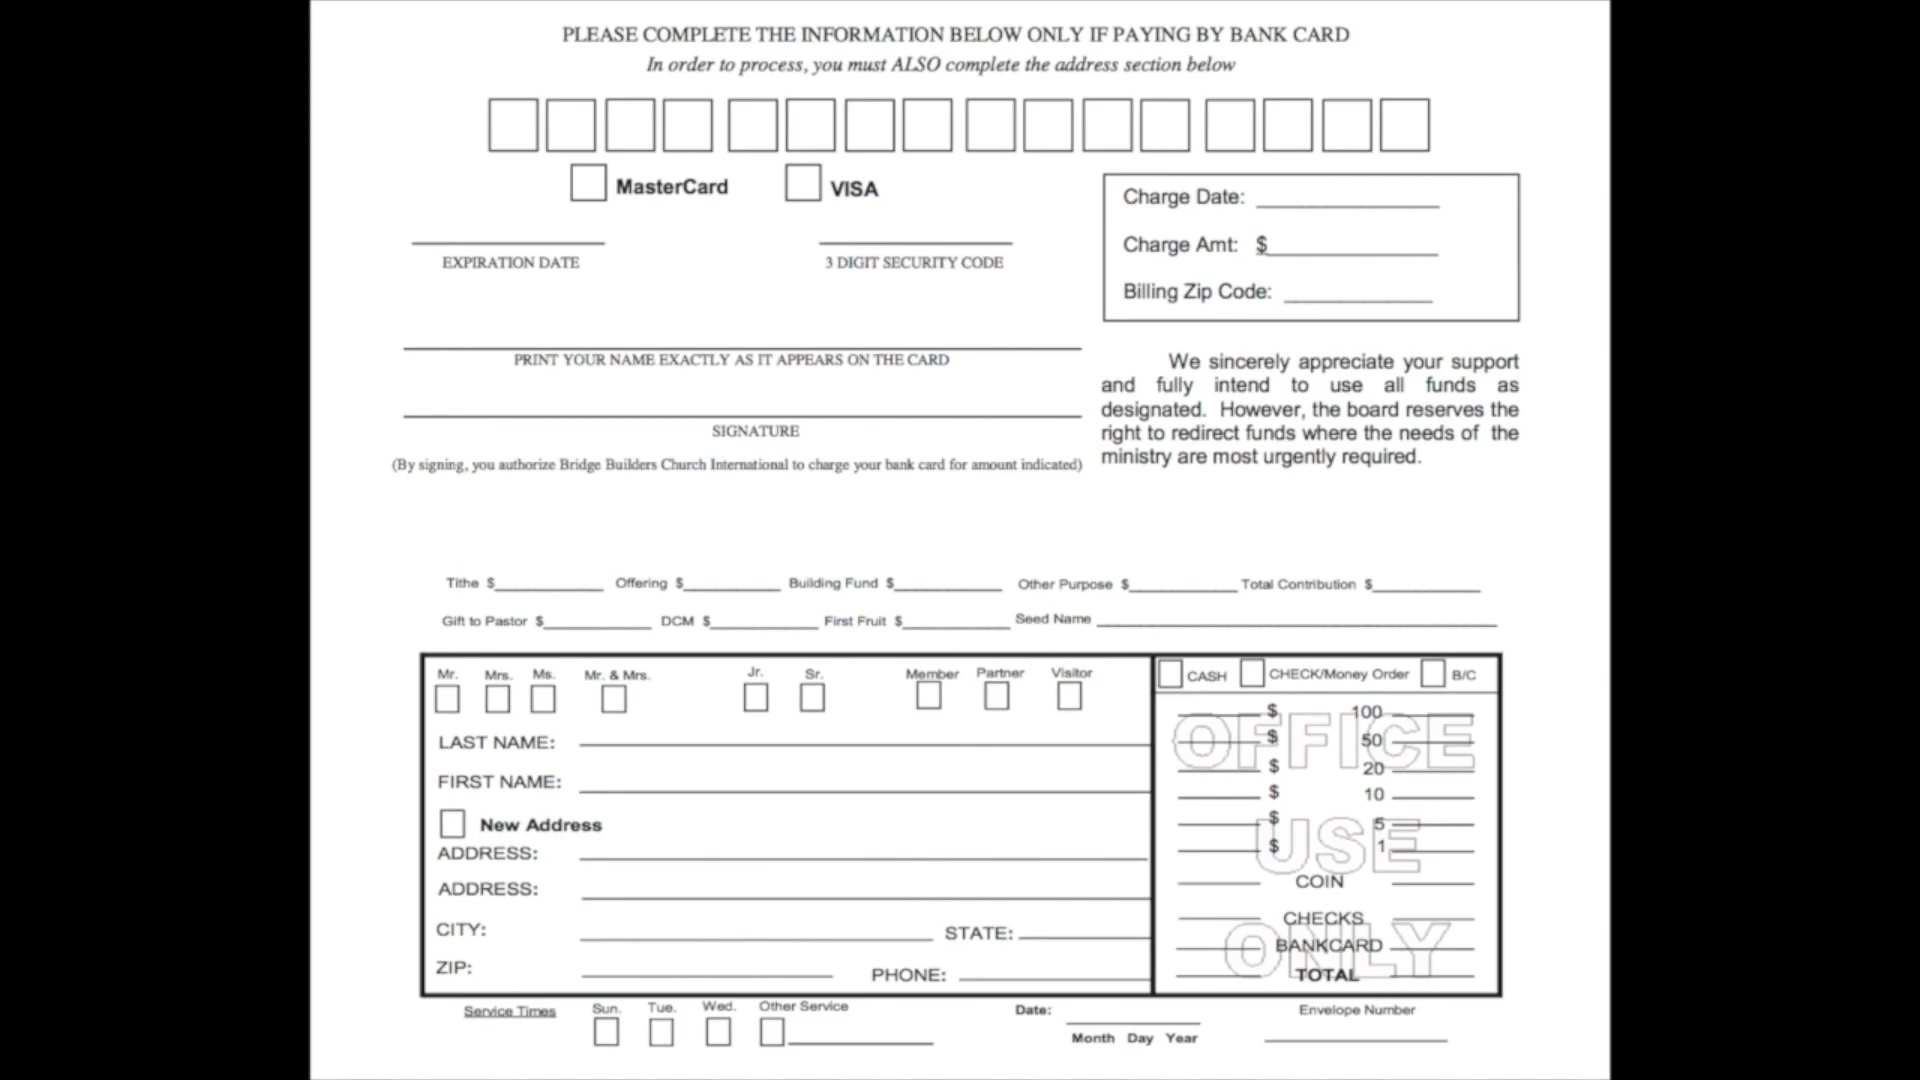 PLEASE COMPLETE THE INFORMATION BELOW ONLY IF PAYING BY BANK CARD
In order to process, you must ALSO complete the address section below
MasterCard VISA
EXPIRATION DATE 3 DIGIT SECURITY CODE
Charge Date:
Charge Amt: $
Billing Zip Code:
PRINT YOUR NAME EXACTLY AS IT APPEARS ON THE CARD
SIGNATURE
(By signing, you authorize Bridge Builders Church International to charge your bank card for amount indicated)
We sincerely appreciate your support
and fully intend to use all funds as
designated. However, the board reserves the
right to redirect funds where the needs of the
ministry are most urgently required.
Tithe $ Offering $ Building Fund $ Other Purpose $ Total Contribution $
Gift to Pastor $ DCM $ First Fruit $ Seed Name
Mr. Mrs. Ms. Mr. & Mrs. Jr. Sr. Member Partner Visitor
LAST NAME:
FIRST NAME:
New Address
ADDRESS:
ADDRESS:
CITY: STATE:
ZIP: PHONE:
CASH CHECK/Money Order B/C
OFFICE
USE
ONLY
$ 100
$ 50
$ 20
$ 10
$ 5
$ 1
COIN
CHECKS
BANKCARD
TOTAL
Service Times Sun. Tue. Wed. Other Service Date: Envelope Number
Month Day Year